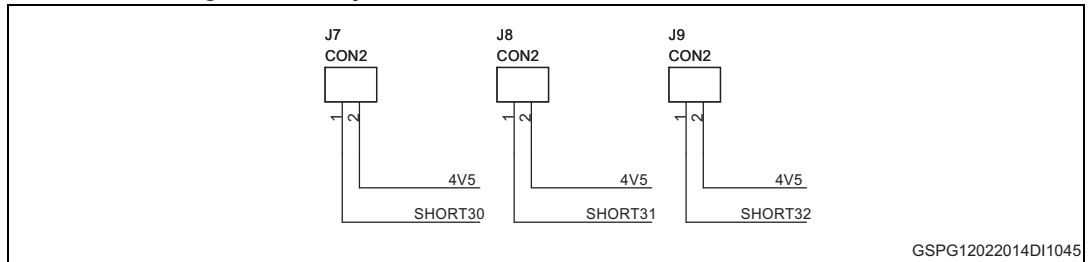 J7 J8 J9
CON2 CON2 CON2
1 2 1 2 1 2
4V5 4V5 4V5
SHORT30 SHORT31 SHORT32
GSPG12022014DI1045